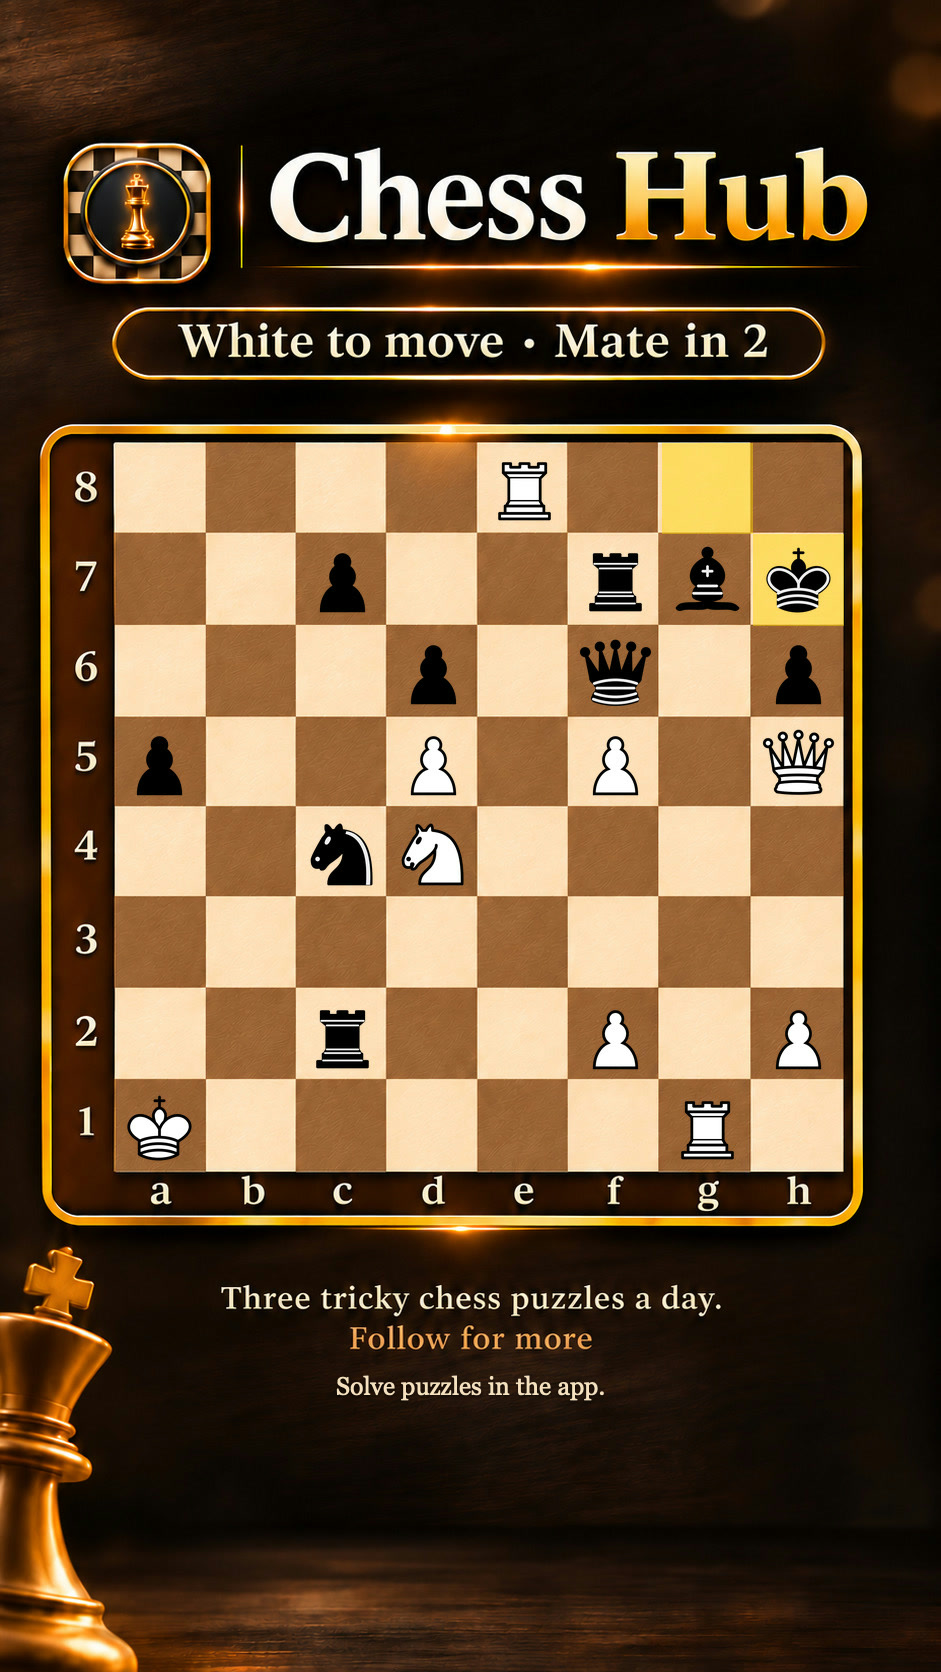 Chess Hub
White to move • Mate in 2
8
7
6
5
4
3
2
1
a b c d e f g h
Three tricky chess puzzles a day.
Follow for more
Solve puzzles in the app.